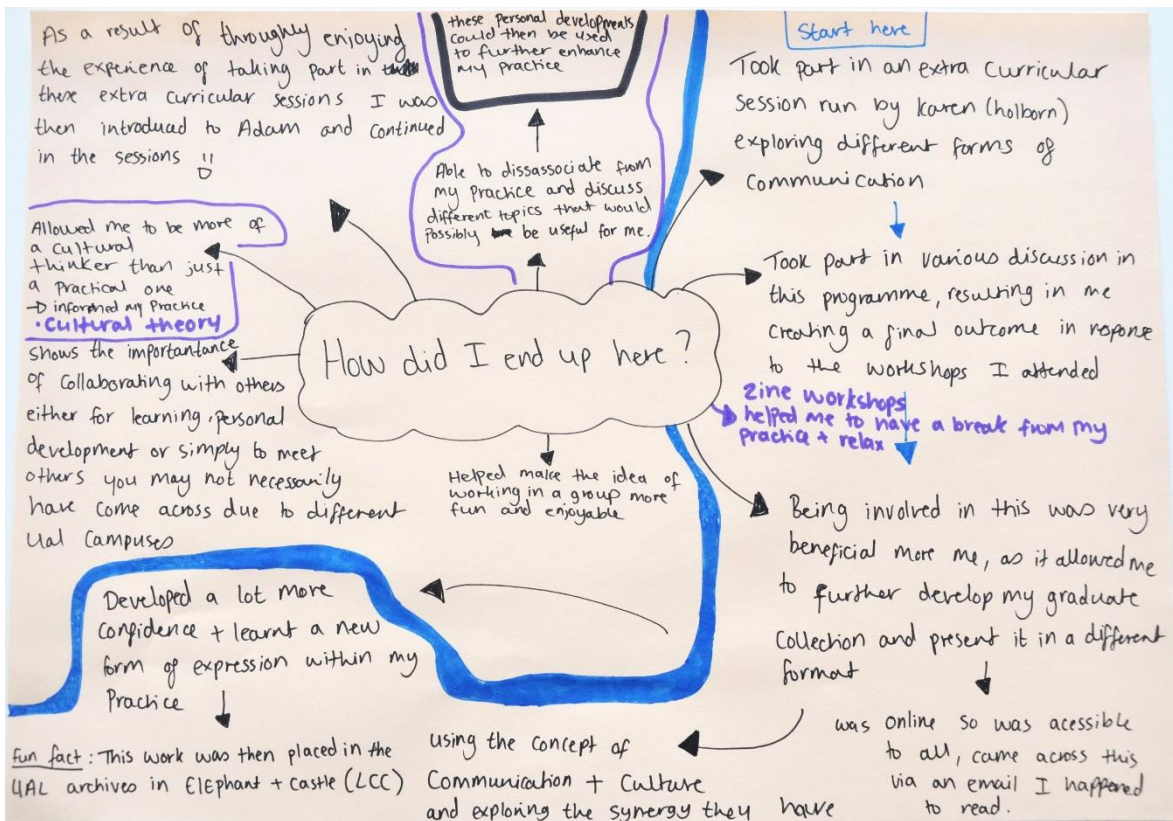 Start here
Took part in an extra curricular
session run by Karen (holborn)
exploring different forms of
Communication
Took part in various discussion in
this programme, resulting in me
creating a final outcome in reponse
to the workshops I attended
Zine workshops
helped me to have a break from my
practice + relax
Being involved in this was very
beneficial more me, as it allowed me
to further develop my graduate
Collection and present it in a different
format
was online so was acessible
to all, came across this
via an email I happened
to read.
using the concept of
Communication + Culture
and exploring the synergy they have
Developed a lot more
confidence + learnt a new
form of expression within my
Practice
Fun fact: This work was then placed in the
UAL archives in Elephant + Castle (LCC)
Helped make the idea of
working in a group more
fun and enjoyable
How did I end up here?
shows the importantance
of collaborating with others
either for learning, personal
development or simply to meet
others you may not necessarily
have come across due to different
ual campuses
Allowed me to be more of
a cultural
thinker than just
a practical one
→ informed my practice
• Cultural theory
As a result of throughly enjoying
the experience of taking part in
these extra curricular sessions I was
then introduced to Adam and continued
in the sessions
Able to dissassociate from
my practice and discuss
different topics that would
possibly be useful for me.
these personal developments
could then be used
to further enhance
my practice